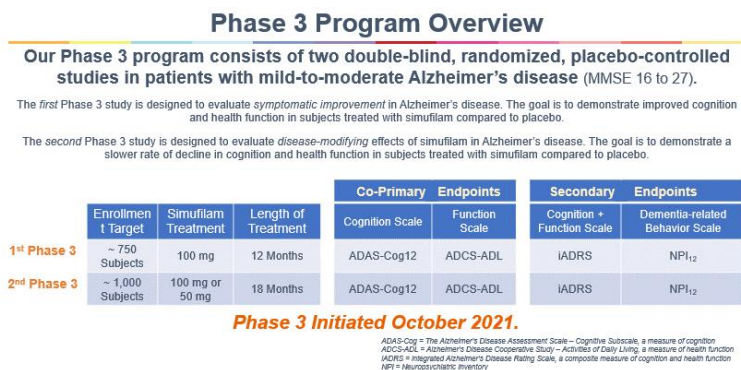 Phase 3 Program Overview
Our Phase 3 program consists of two double-blind, randomized, placebo-controlled
studies in patients with mild-to-moderate Alzheimer's disease (MMSE 16 to 27).
The first Phase 3 study is designed to evaluate symptomatic improvement in Alzheimer's disease. The goal is to demonstrate improved cognition
and health function in subjects treated with simufilam compared to placebo.
The second Phase 3 study is designed to evaluate disease-modifying effects of simufilam in Alzheimer's disease. The goal is to demonstrate a
slower rate of decline in cognition and health function in subjects treated with simufilam compared to placebo.
Co-Primary Endpoints Secondary Endpoints
Enrollmen Simufilam Length of Cognition Scale Function Cognition + Dementia-related
t Target Treatment Treatment Scale Function Scale Behavior Scale
1st Phase 3 ~ 750 Subjects 100 mg 12 Months ADAS-Cog12 ADCS-ADL iADRS NPI12
2nd Phase 3 ~ 1,000 Subjects 100 mg or 50 mg 18 Months ADAS-Cog12 ADCS-ADL iADRS NPI12
Phase 3 Initiated October 2021.
ADAS-Cog = The Alzheimer's Disease Assessment Scale – Cognitive Subscale, a measure of cognition
ADCS-ADL = Alzheimer's Disease Cooperative Study – Activities of Daily Living, a measure of health function
iADRS = Integrated Alzheimer's Disease Rating Scale, a composite measure of cognition and health function
NPI = Neuropsychiatric Inventory